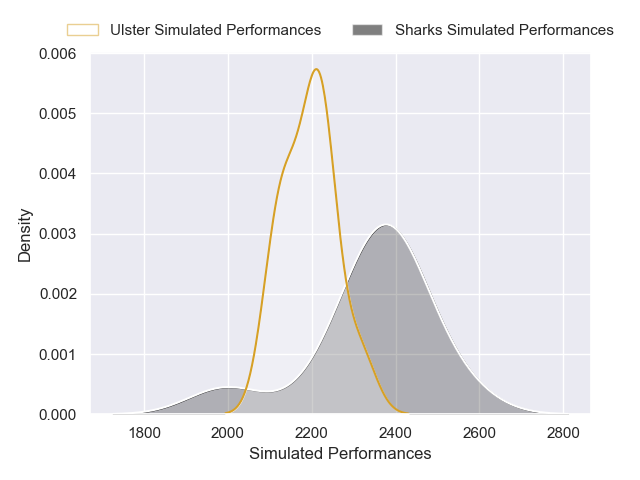 Ulster Simulated Performances Sharks Simulated Performances
0.006
0.005
0.004
0.003
0.002
0.001
0.000
Density
1800 2000 2200 2400 2600 2800
Simulated Performances